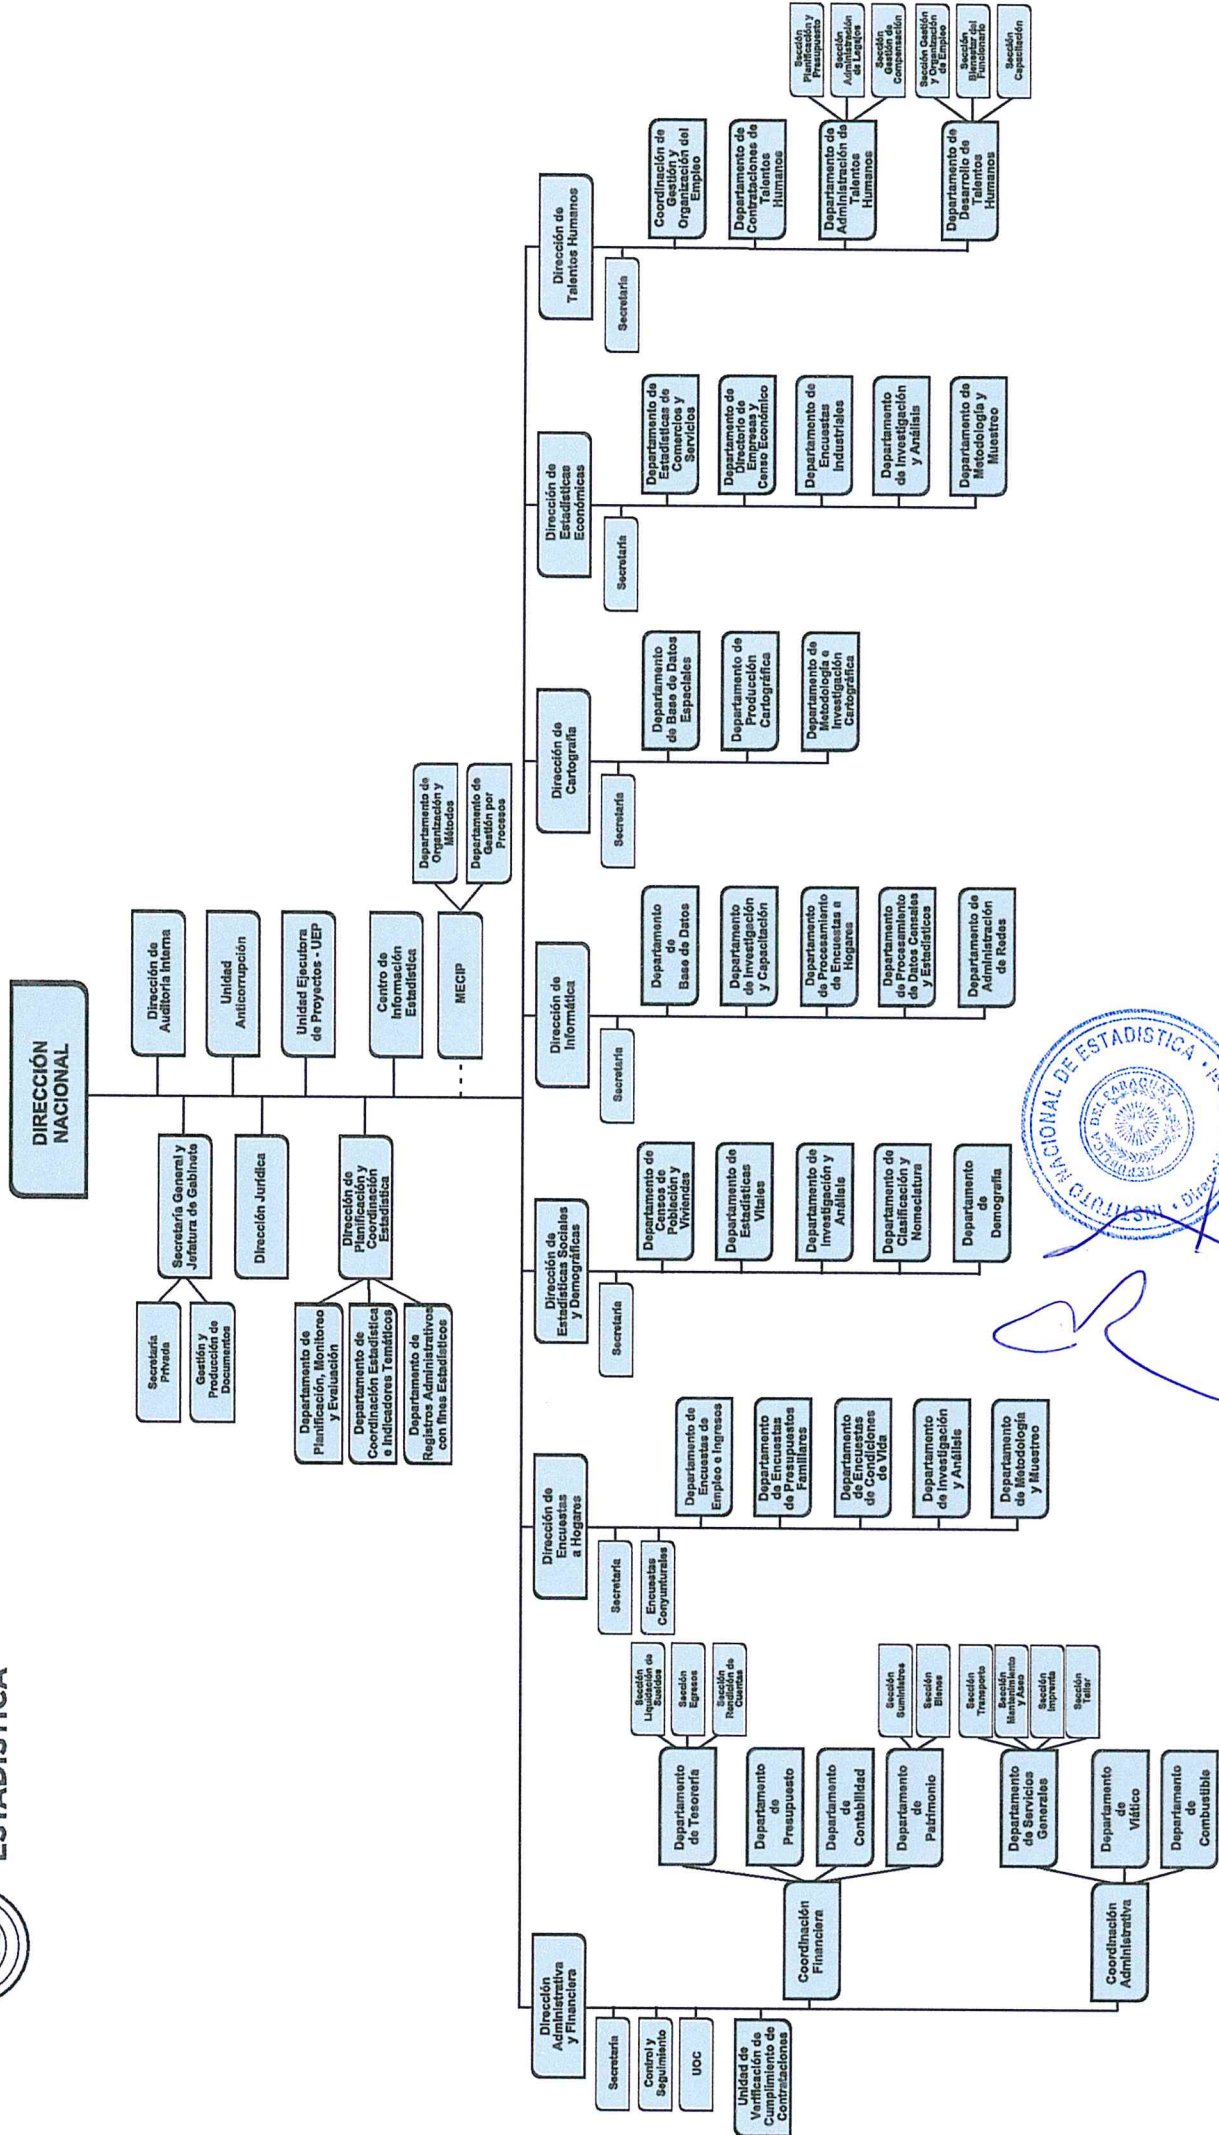 ESTADISTICA
DIRECCIÓN
NACIONAL
Secretaría General y
Jefatura de Gabinete
Secretaría
Privada
Gestión y
Producción de
Documentos
Dirección Jurídica
Dirección de
Planificación y
Coordinación
Estadística
Departamento de
Planificación, Monitoreo
y Evaluación
Departamento de
Coordinación Estadística
e Indicadores Temáticos
Departamento de
Registros Administrativos
con fines Estadísticos
Dirección de
Auditoría Interna
Unidad
Anticorrupción
Unidad Ejecutora
de Proyectos - UEP
Centro de
Información
Estadística
MECIP
Departamento de
Organización y
Métodos
Departamento de
Gestión por
Procesos
Dirección
Administrativa
y Financiera
Secretaría
Control y
Seguimiento
UOC
Unidad de
Verificación de
Cumplimiento de
Contrataciones
Coordinación
Financiera
Departamento
de Tesorería
Sección
Liquidación de
Sueldos
Sección
Egresos
Sección
Rendición de
Cuentas
Departamento
de
Presupuesto
Departamento
de
Contabilidad
Departamento
de
Patrimonio
Sección
Suministros
Sección
Bienes
Coordinación
Administrativa
Departamento
de Servicios
Generales
Sección
Transporte
Sección
Mantenimiento
y Aseo
Sección
Imprenta
Sección
Taller
Departamento
de
Viático
Departamento
de
Combustible
Dirección de
Encuestas
a Hogares
Secretaría
Encuestas
Conyunturales
Departamento de
Encuestas de
Empleo e Ingresos
Departamento
de Encuestas
de Presupuestos
Familiares
Departamento
de Encuestas
de Condiciones
de Vida
Departamento
de Investigación
y Análisis
Departamento
de Metodología
y Muestreo
Dirección de
Estadísticas Sociales
y Demográficas
Secretaría
Departamento de
Censos de
Población y
Viviendas
Departamento de
Estadísticas
Vitales
Departamento de
Investigación y
Análisis
Departamento de
Clasificación y
Nomeclatura
Departamento
de
Demografía
Dirección de
Informática
Secretaría
Departamento
de
Base de Datos
Departamento
de Investigación
y Capacitación
Departamento
de Procesamiento
de Encuestas a
Hogares
Departamento
de Procesamiento
de Datos Censales
y Estadísticos
Departamento de
Administración
de Redes
Dirección de
Cartografía
Secretaría
Departamento
de Base de Datos
Espaciales
Departamento de
Producción
Cartográfica
Departamento de
Metodología e
Investigación
Cartográfica
Dirección de
Estadísticas
Económicas
Secretaría
Departamento de
Estadísticas de
Comercios y
Servicios
Departamento de
Directorio de
Empresas y
Censo Económico
Departamento de
Encuestas
Industriales
Departamento
de Investigación
y Análisis
Departamento de
Metodología y
Muestreo
Dirección de
Talentos Humanos
Secretaría
Coordinación de
Gestión y
Organización del
Empleo
Departamento de
Contrataciones de
Talentos
Humanos
Departamento de
Administración de
Talentos
Humanos
Sección
Planificación y
Presupuesto
Sección
Administración
de Legajos
Sección
Gestión de
Compensación
Departamento de
Desarrollo de
Talentos
Humanos
Sección Gestión
y Organización
de Empleo
Sección
Bienestar del
Funcionario
Sección
Capacitación
INSTITUTO NACIONAL DE ESTADISTICA
REPUBLICA DEL PARAGUAY